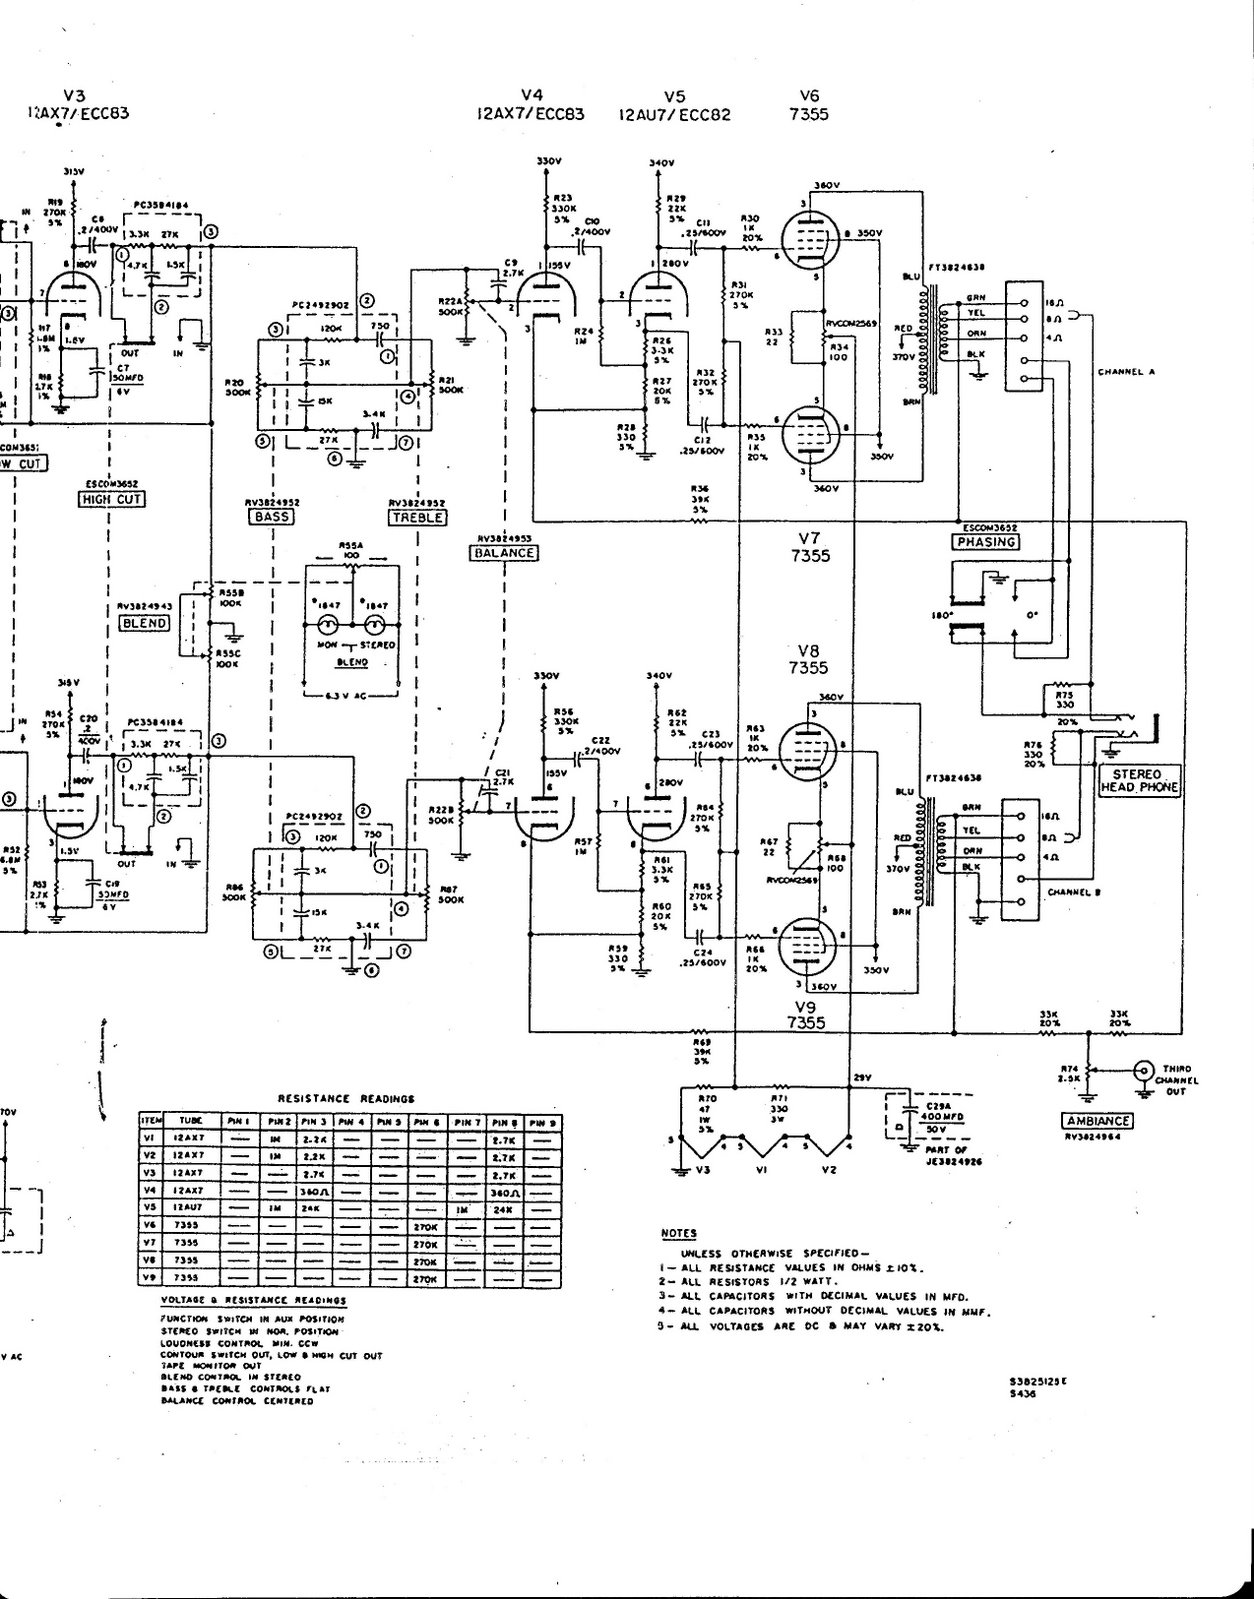 V3
12AX7/ECC83
V4
12AX7/ECC83
V5
12AU7/ECC82
V6
7355
315V
R19
270K
5%
C8
.2/400V
PC3584184
3.3K
27K
4.7K
1.5K
180V
IN
1.8M
1%
1.6V
C7
50MFD
6V
OUT
IN
ESCOM3652
HIGH CUT
OW CUT
PC2492902
120K
750
3K
15K
27K
3.4K
R20
500K
R21
500K
RV3824952
BASS
RV3824952
TREBLE
R22A
500K
C9
2.7K
330V
R23
330K
5%
C10
.2/400V
155V
R24
1M
340V
R29
22K
5%
C11
.25/600V
280V
R26
3.3K
5%
R27
20K
5%
R28
330
5%
R30
1K
20%
R31
270K
5%
R32
270K
5%
C12
.25/600V
R35
1K
20%
360V
350V
R33
22
RVCOM2569
R34
100
350V
360V
BLU
RED
370V
BRN
FT3824638
GRN
YEL
ORN
BLK
16Ω
8Ω
4Ω
CHANNEL A
R36
39K
5%
V7
7355
ESCOM3652
PHASING
180°
0°
RV3824953
BALANCE
R55A
100
*1847
*1847
MON
STEREO
BLEND
6.3 V AC
RV3824943
BLEND
R55B
100K
R55C
100K
V8
7355
315V
R54
270K
5%
C20
.2
400V
PC3584184
3.3K
27K
4.7K
1.5K
180V
IN
R52
6.8M
5%
1.5V
R53
2.7K
1%
C19
50MFD
6V
OUT
IN
PC2492902
120K
750
3K
15K
27K
3.4K
R86
500K
R87
500K
R22B
500K
C21
2.7K
330V
R56
330K
5%
C22
.2/400V
155V
R57
1M
340V
R62
22K
5%
C23
.25/600V
280V
R61
3.3K
5%
R60
20K
5%
R59
330
5%
R63
1K
20%
R64
270K
5%
R65
270K
5%
C24
.25/600V
R66
1K
20%
360V
R67
22
R68
100
RVCOM2569
350V
360V
BLU
RED
370V
BRN
FT3824638
YEL
ORN
BLK
16Ω
8Ω
4Ω
CHANNEL B
R75
330
20%
R76
330
20%
STEREO
HEAD PHONE
V9
7355
R69
39K
5%
33K
20%
33K
20%
R74
2.5K
THIRD
CHANNEL
OUT
AMBIANCE
RV3824964
29V
R70
47
1W
5%
R71
330
3W
C29A
400MFD
50V
PART OF
JE3824926
V3
V1
V2
RESISTANCE READINGS
ITEM TUBE PIN 1 PIN 2 PIN 3 PIN 4 PIN 5 PIN 6 PIN 7 PIN 8 PIN 9
V1 12AX7 — 1M 2.2K — — — — 2.7K —
V2 12AX7 — 1M 2.2K — — — — 2.7K —
V3 12AX7 — — 2.7K — — — — 2.7K —
V4 12AX7 — — 360Ω — — — — 360Ω —
V5 12AU7 — 1M 24K — — — 1M 24K —
V6 7355 — — — — — 270K — — —
V7 7355 — — — — — 270K — — —
V8 7355 — — — — — 270K — — —
V9 7355 — — — — — 270K — — —
VOLTAGE & RESISTANCE READINGS
FUNCTION SWITCH IN AUX POSITION
STEREO SWITCH IN NOR. POSITION
LOUDNESS CONTROL MIN. CCW
CONTOUR SWITCH OUT, LOW & HIGH CUT OUT
TAPE MONITOR OUT
BLEND CONTROL IN STEREO
BASS & TREBLE CONTROLS FLAT
BALANCE CONTROL CENTERED
NOTES
UNLESS OTHERWISE SPECIFIED—
1— ALL RESISTANCE VALUES IN OHMS ±10%.
2— ALL RESISTORS 1/2 WATT.
3— ALL CAPACITORS WITH DECIMAL VALUES IN MFD.
4— ALL CAPACITORS WITHOUT DECIMAL VALUES IN MMF.
5— ALL VOLTAGES ARE DC & MAY VARY ±20%.
S3825125E
S436
V AC